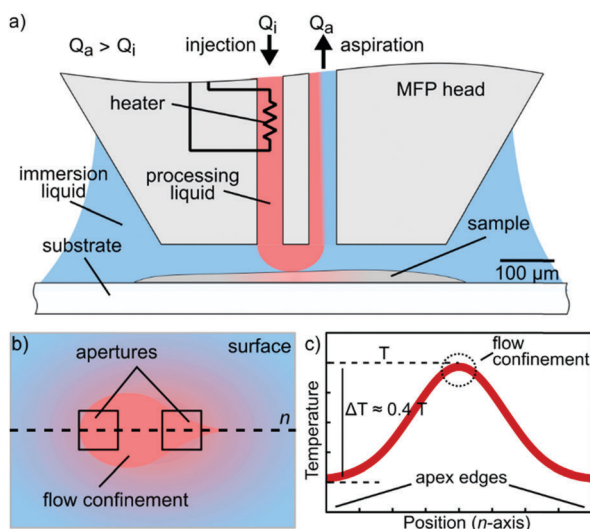 a)
Qₐ > Qᵢ
Qᵢ
Qₐ
injection
aspiration
heater
MFP head
immersion
liquid
processing
liquid
substrate
sample
100 µm
b)
apertures
surface
n
flow confinement
c)
T
flow
confinement
ΔT ≈ 0.4 T
Temperature
apex edges
Position (n-axis)